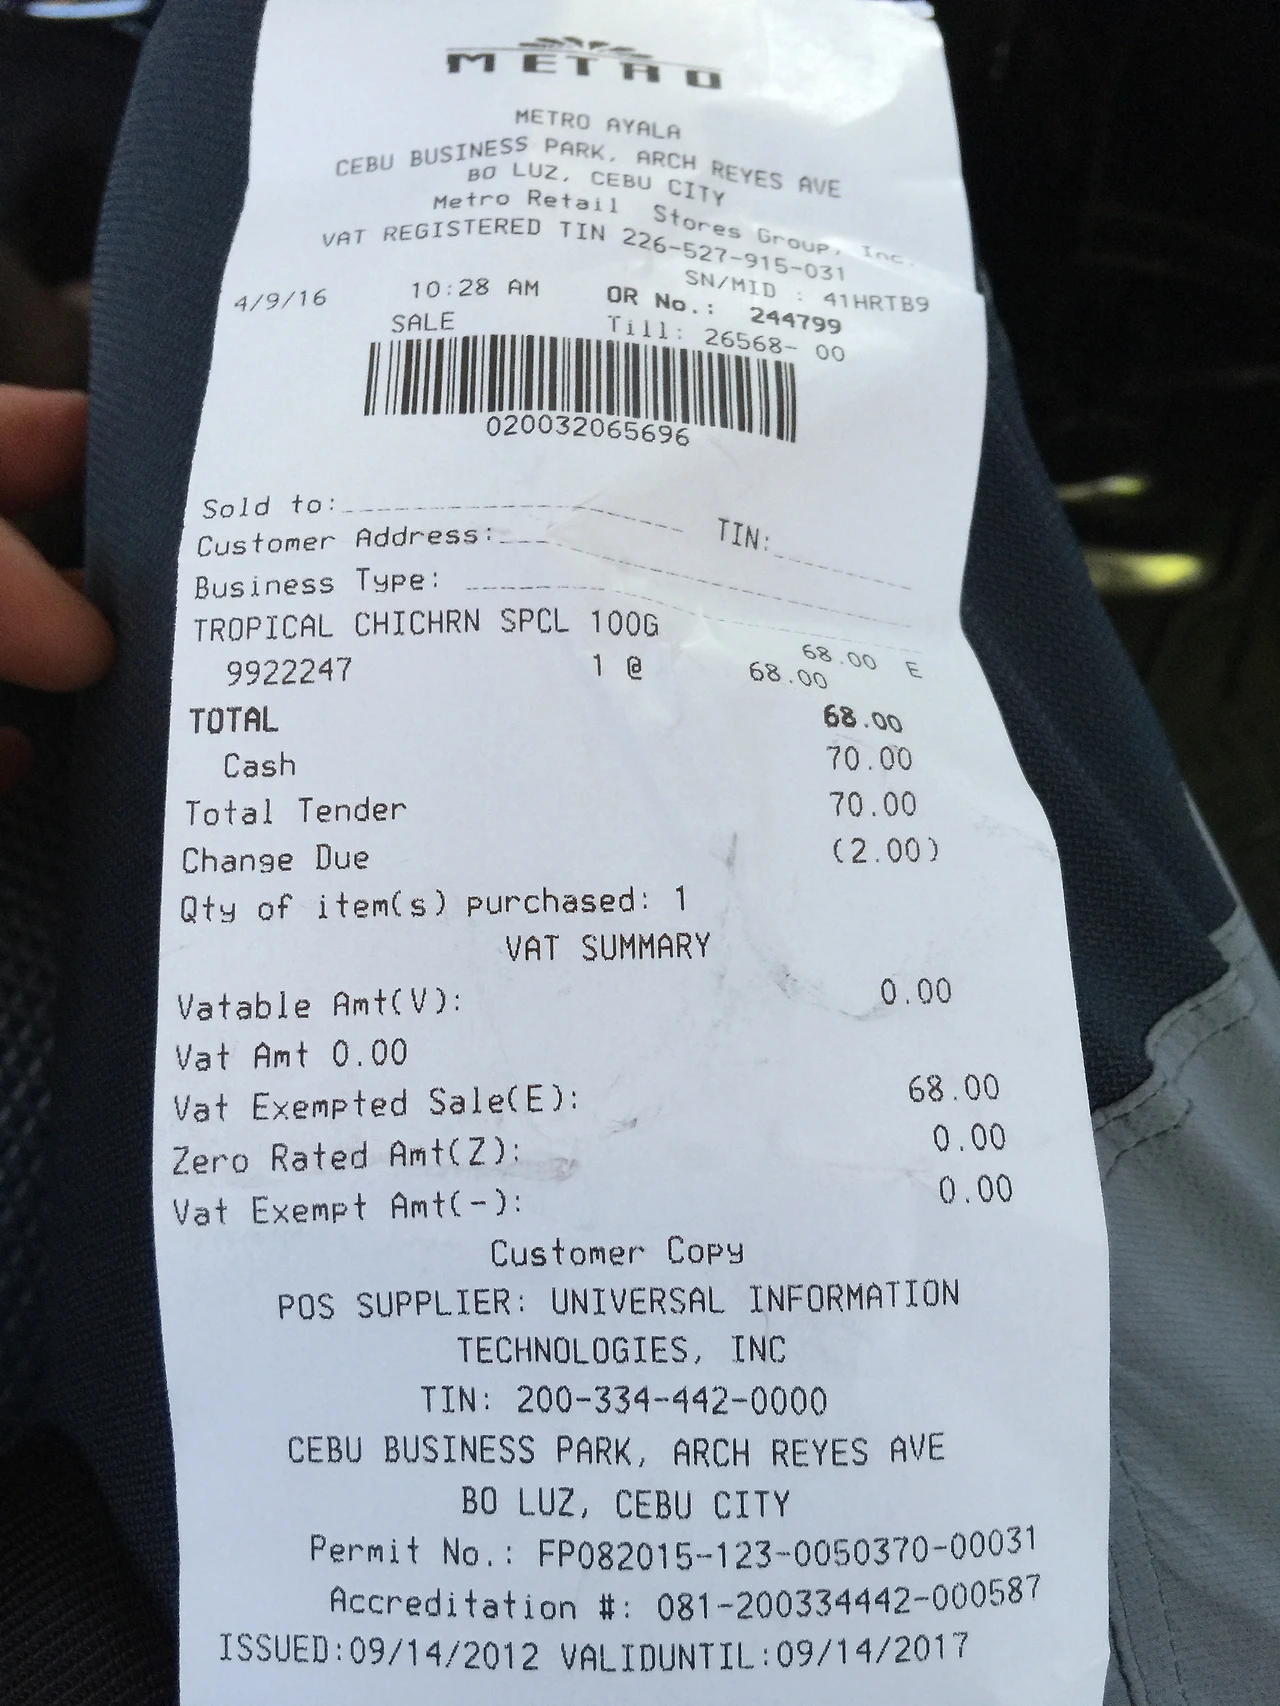 METRO
METRO AYALA
CEBU BUSINESS PARK, ARCH REYES AVE
BO LUZ, CEBU CITY
Metro Retail Stores Group, Inc.
VAT REGISTERED TIN 226-527-915-031
SN/MID : 41HRTB9
4/9/16 10:28 AM OR No.: 244799
SALE Till: 26568- 00
020032065696
Sold to: TIN:
Customer Address:
Business Type:
TROPICAL CHICHRN SPCL 100G 68.00 E
9922247 1 @ 68.00
TOTAL 68.00
Cash 70.00
Total Tender 70.00
Change Due (2.00)
Qty of item(s) purchased: 1
VAT SUMMARY
Vatable Amt(V): 0.00
Vat Amt 0.00
Vat Exempted Sale(E): 68.00
Zero Rated Amt(Z): 0.00
Vat Exempt Amt(-): 0.00
Customer Copy
POS SUPPLIER: UNIVERSAL INFORMATION
TECHNOLOGIES, INC
TIN: 200-334-442-0000
CEBU BUSINESS PARK, ARCH REYES AVE
BO LUZ, CEBU CITY
Permit No.: FP082015-123-0050370-00031
Accreditation #: 081-200334442-000587
ISSUED:09/14/2012 VALIDUNTIL:09/14/2017